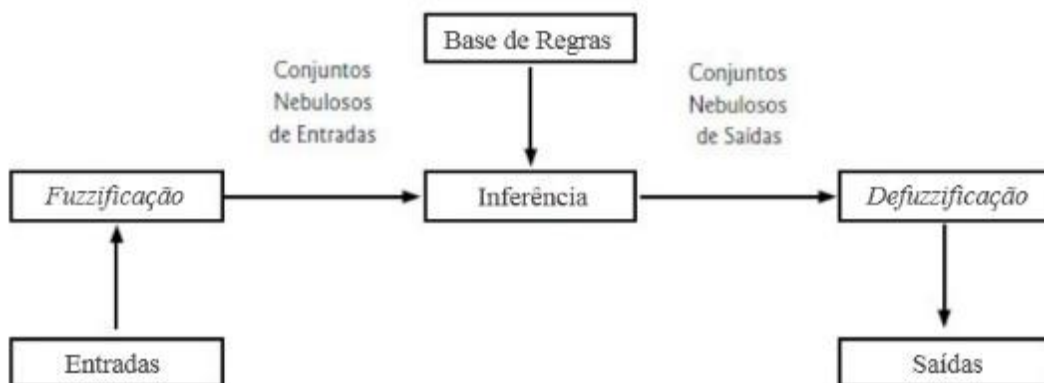 Base de Regras
Conjuntos
Nebulosos
de Entradas
Conjuntos
Nebulosos
de Saídas
Fuzzificação
Inferência
Defuzzificação
Entradas
Saídas